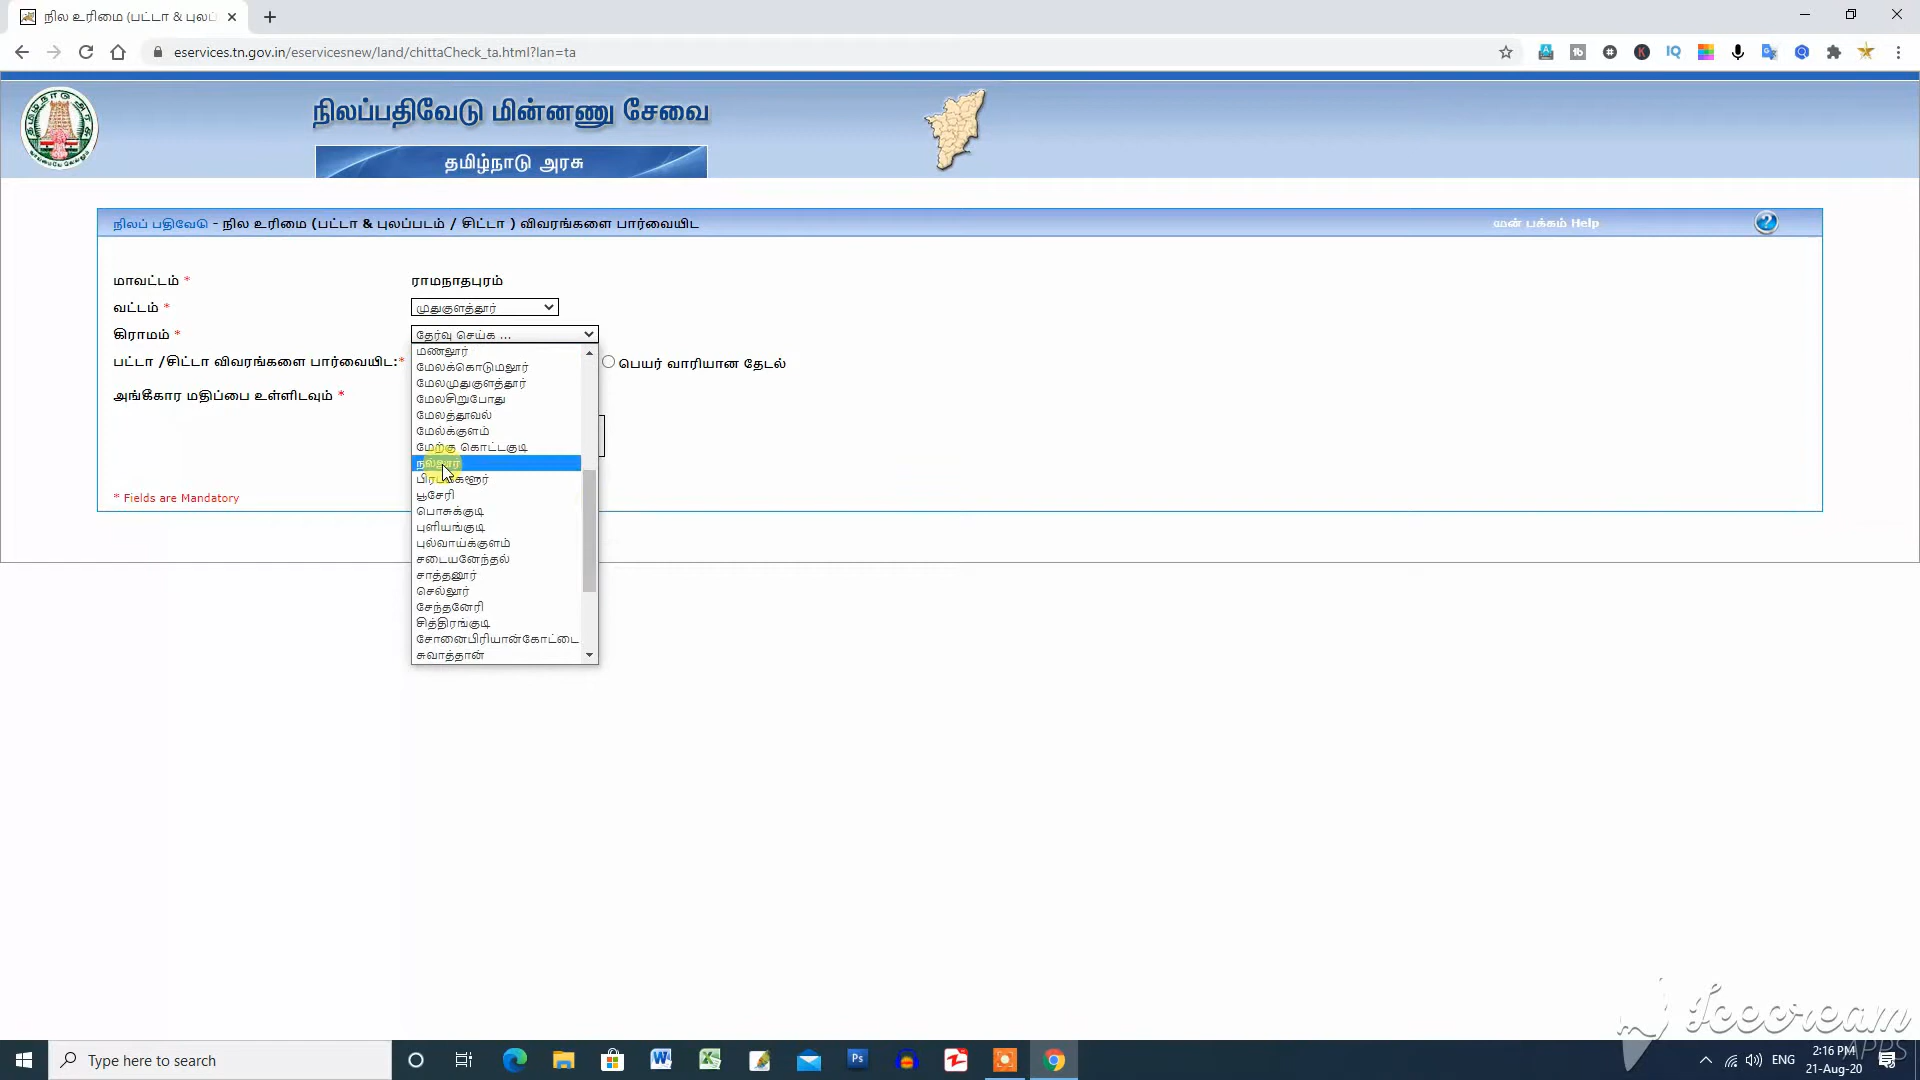 நில உரிமை (பட்டா & புலப்
eservices.tn.gov.in/eservicesnew/land/chittaCheck_ta.html?lan=ta
நிலப்பதிவேடு மின்னணு சேவை
தமிழ்நாடு அரசு
நிலப் பதிவேடு - நில உரிமை (பட்டா & புலப்படம் / சிட்டா ) விவரங்களை பார்வையிட
முன் பக்கம் Help
மாவட்டம் * ராமநாதபுரம்
வட்டம் * முதுகுளத்தூர்
கிராமம் * தேர்வு செய்க ...
பட்டா /சிட்டா விவரங்களை பார்வையிட:* பெயர் வாரியான தேடல்
அங்கீகார மதிப்பை உள்ளிடவும் *
* Fields are Mandatory
மணலூர்
மேலக்கொடுமலூர்
மேலமுதுகுளத்தூர்
மேலசிறுபோது
மேலத்தூவல்
மேல்க்குளம்
மேற்கு கொட்டகுடி
நல்லூர்
பூசேரி
பொசுக்குடி
புளியங்குடி
புல்வாய்க்குளம்
சடையனேந்தல்
சாத்தனூர்
செல்லூர்
சேந்தனேரி
சித்திரங்குடி
சோனைபிரியான்கோட்டை
சுவாத்தான்
Icecream
APPS
Type here to search
ENG
2:16 PM
21-Aug-20